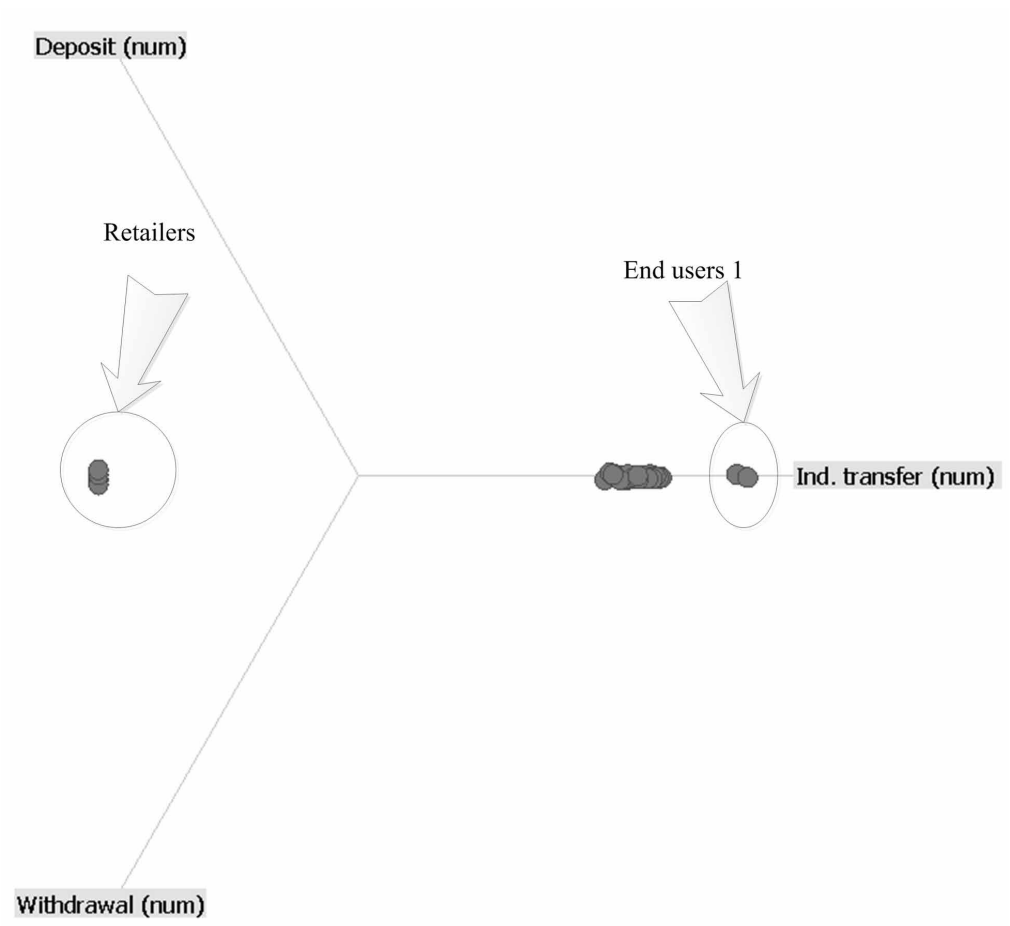 Deposit (num)
Retailers
End users 1
Ind. transfer (num)
Withdrawal (num)